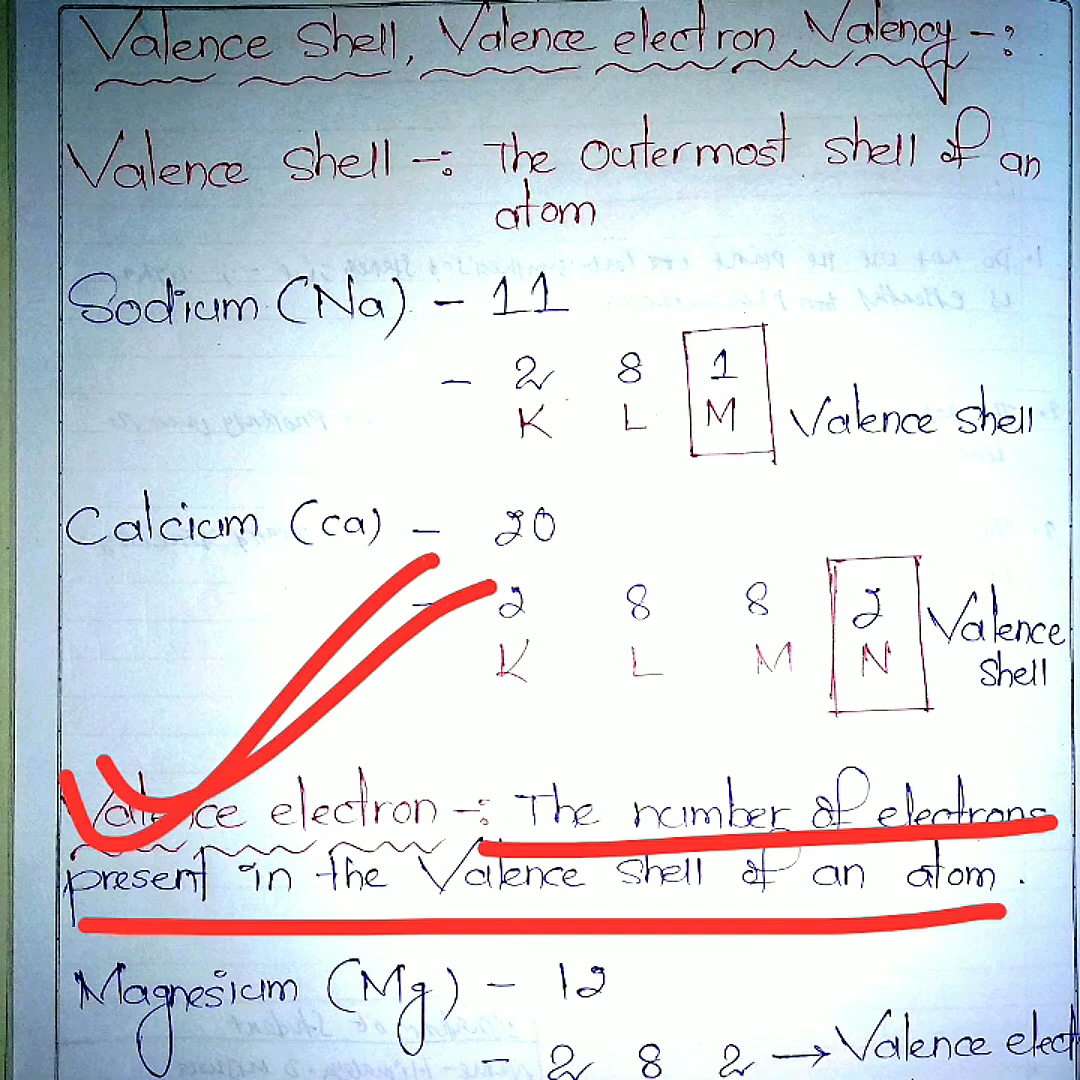 Valence Shell, Valence electron, Valency -:
Valence shell -: The outermost shell of an
atom
Sodium (Na) - 11
- 2 8 1
K L M Valence shell
Calcium (ca) - 20
- 2 8 8 2 Valence
K L M N shell
Valence electron -: The number of electrons
present in the Valence shell of an atom.
Magnesium (Mg) - 12
- 2 8 2 → Valence elect